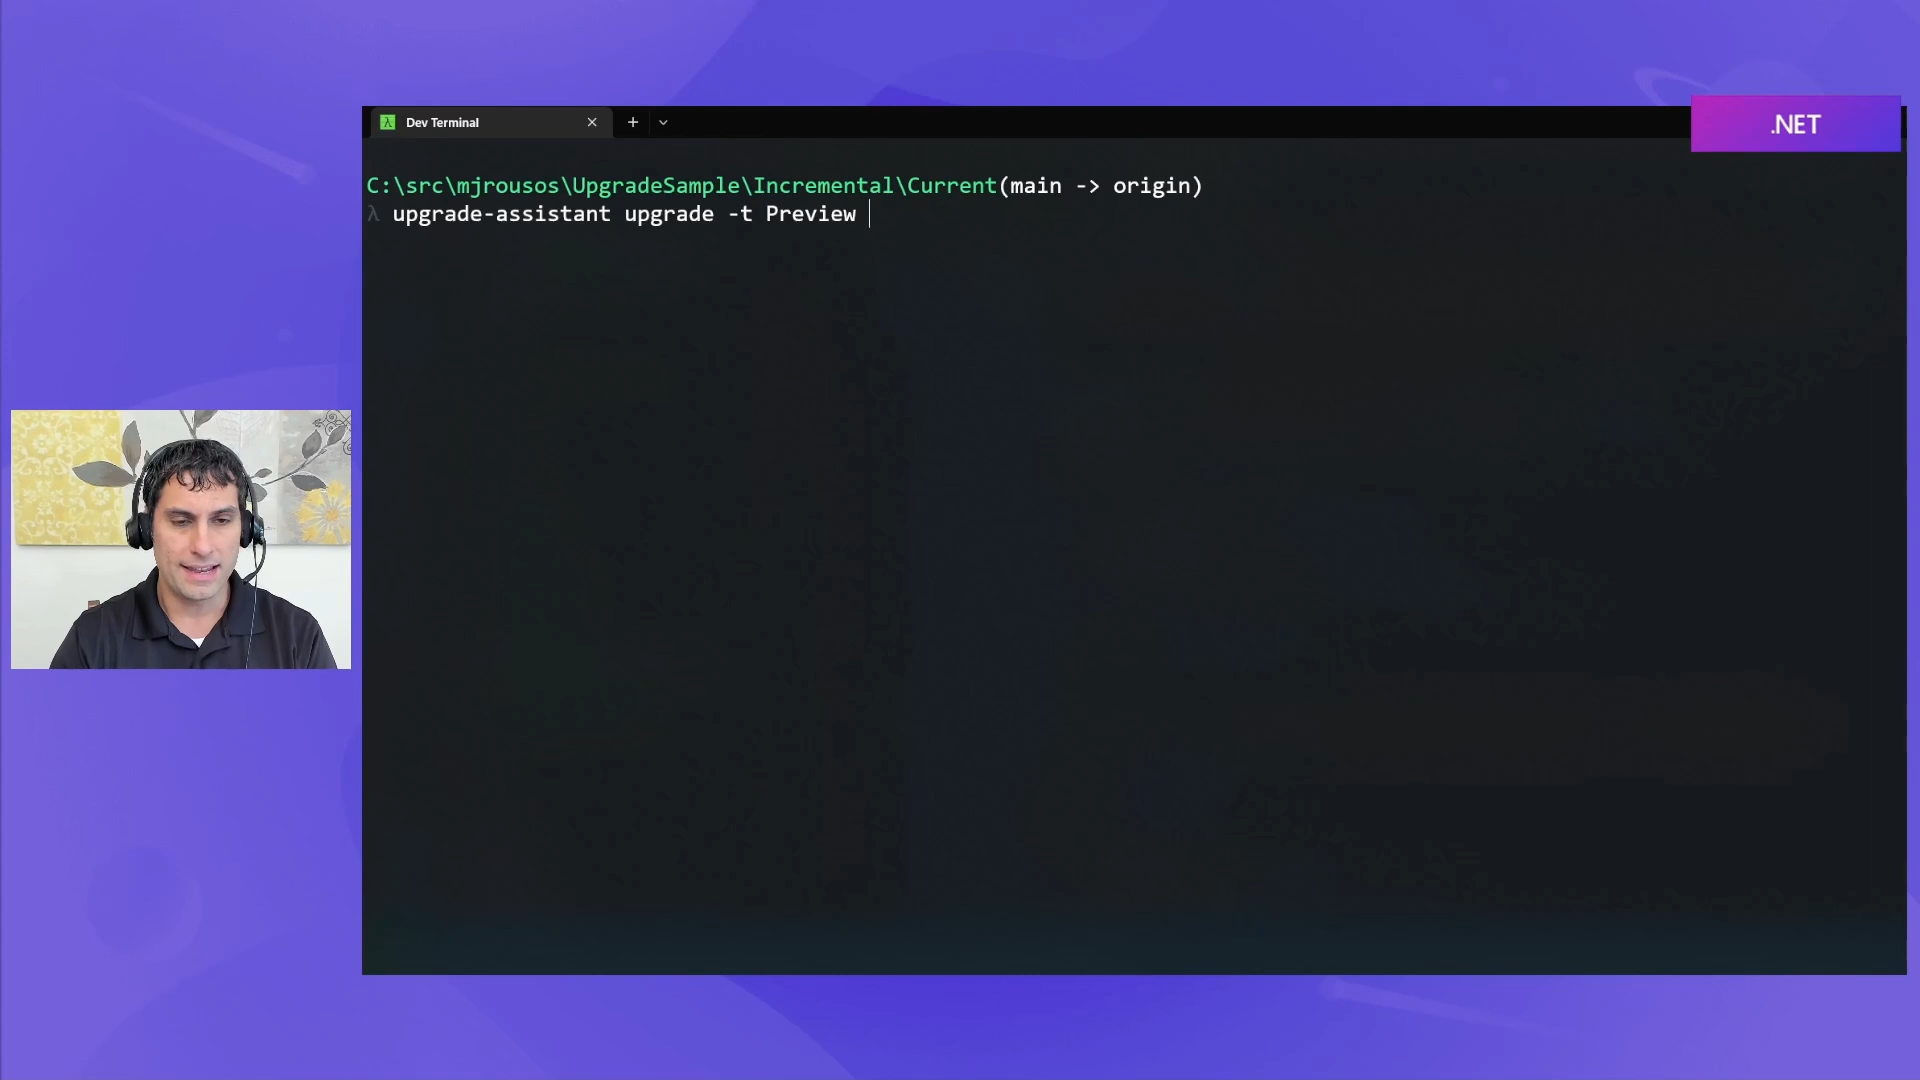 Dev Terminal
.NET
C:\src\mjrousos\UpgradeSample\Incremental\Current(main -> origin)
λ upgrade-assistant upgrade -t Preview